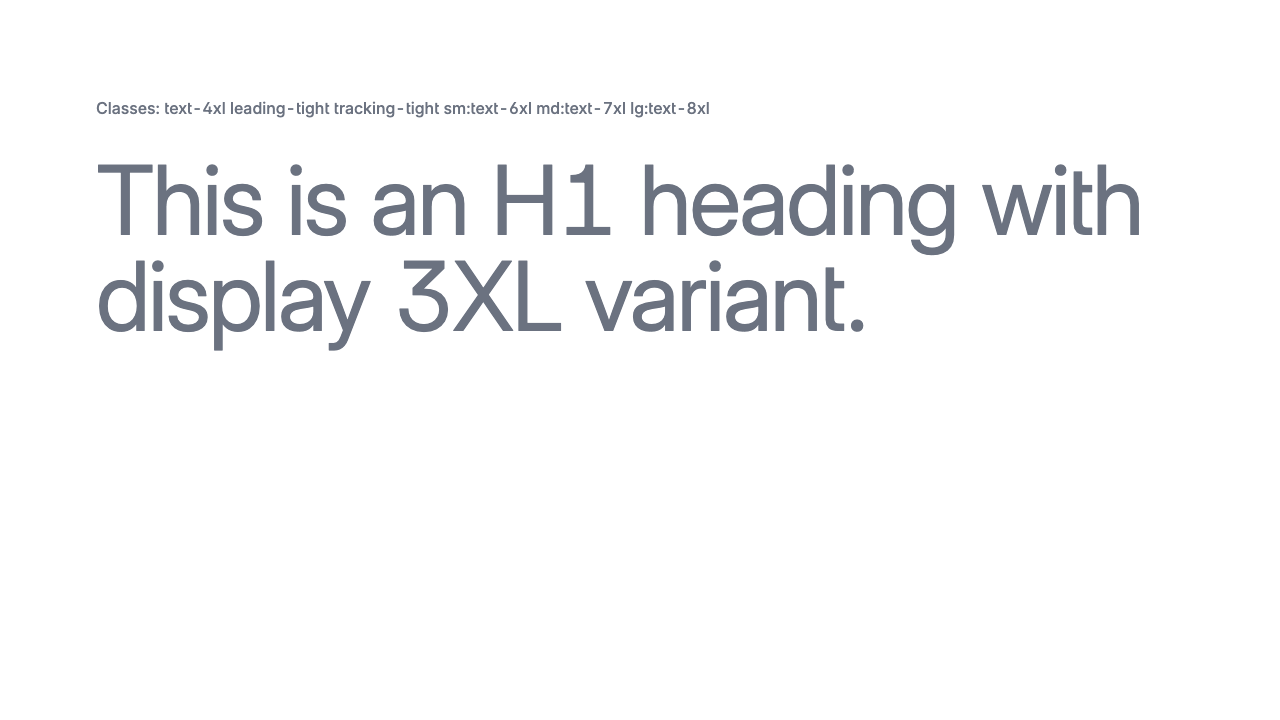 Classes: text-4xl leading-tight tracking-tight sm:text-6xl md:text-7xl lg:text-8xl
This is an H1 heading with
display 3XL variant.